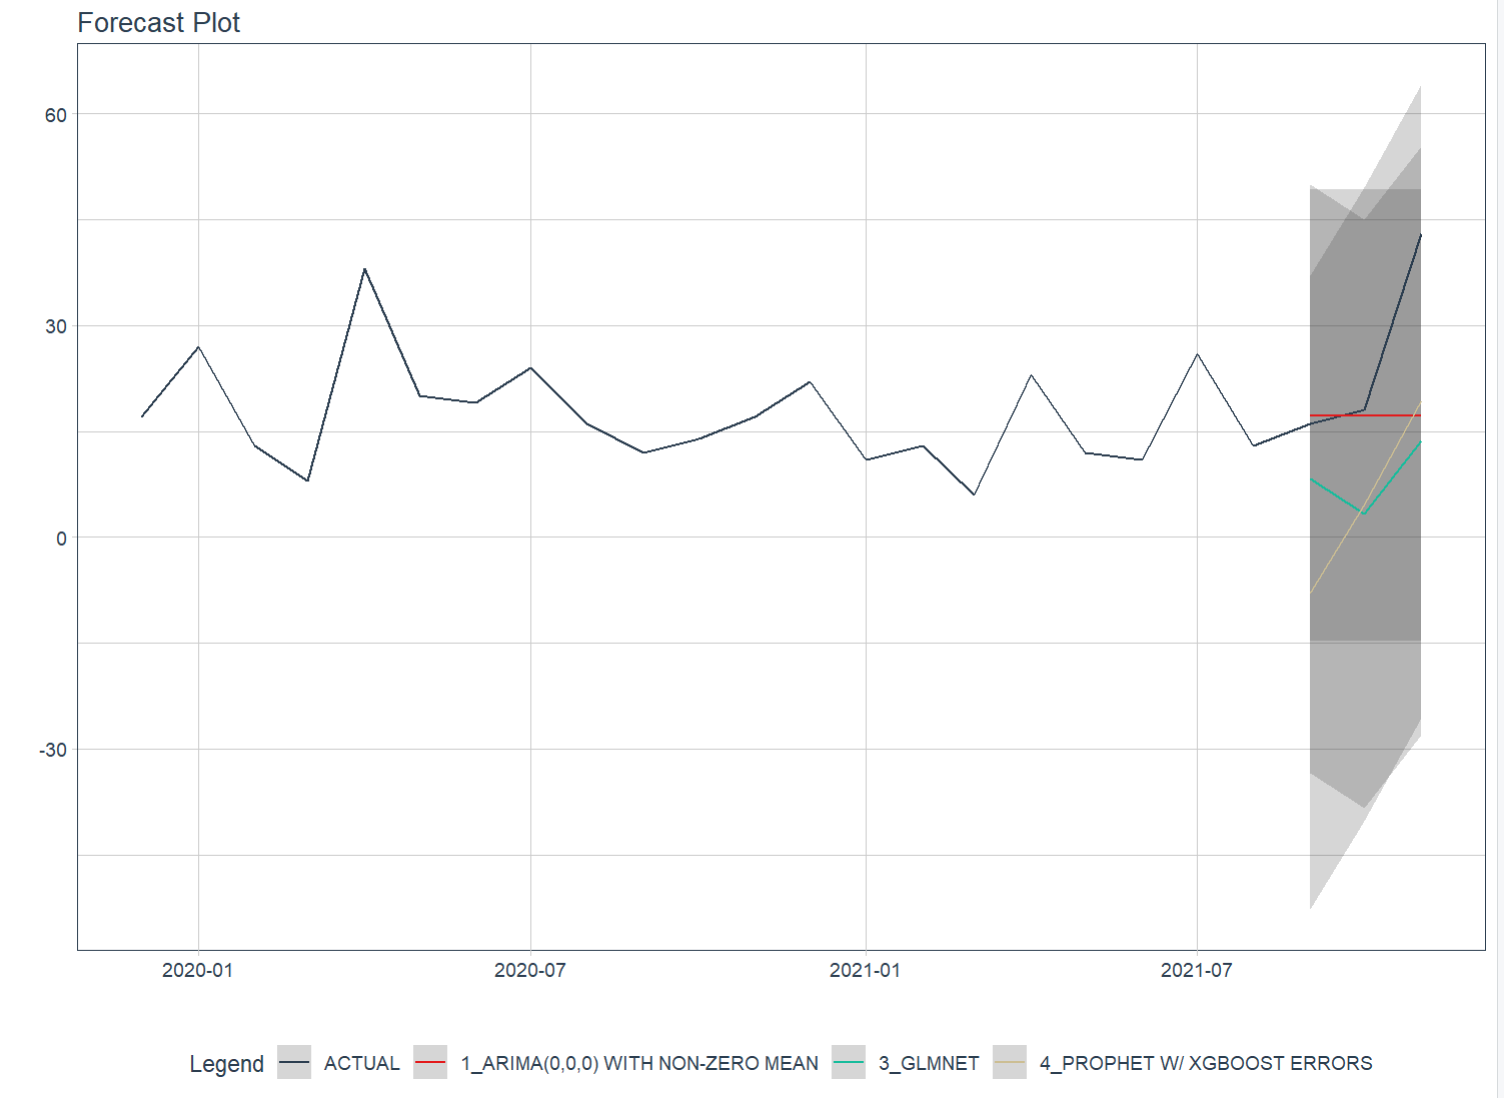 Forecast Plot
60
30
0
-30
2020-01 2020-07 2021-01 2021-07
Legend ACTUAL 1_ARIMA(0,0,0) WITH NON-ZERO MEAN 3_GLMNET 4_PROPHET W/ XGBOOST ERRORS